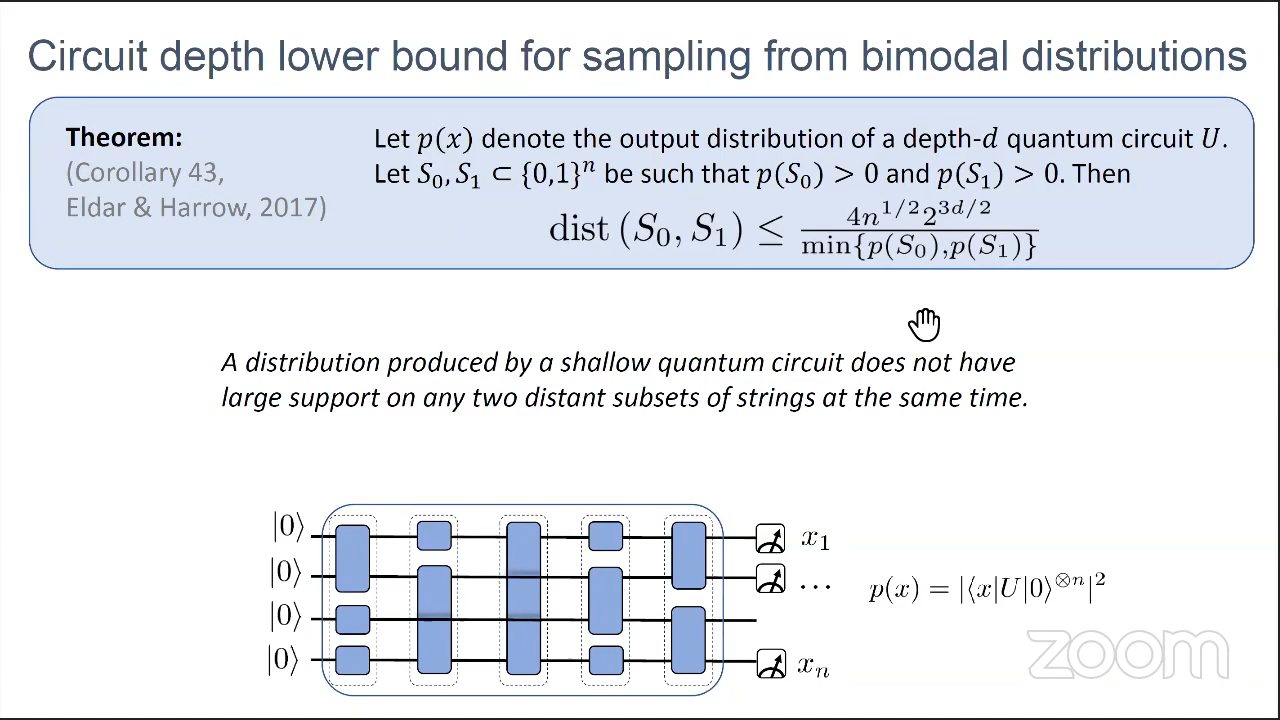 Circuit depth lower bound for sampling from bimodal distributions
Theorem:
(Corollary 43,
Eldar & Harrow, 2017)
Let p(x) denote the output distribution of a depth-d quantum circuit U.
Let S₀, S₁ ⊂ {0,1}ⁿ be such that p(S₀) > 0 and p(S₁) > 0. Then
dist (S₀, S₁) ≤ 4n^{1/2}2^{3d/2} / min{p(S₀),p(S₁)}
A distribution produced by a shallow quantum circuit does not have
large support on any two distant subsets of strings at the same time.
|0⟩ x₁
|0⟩ ...
|0⟩
|0⟩ xₙ
p(x) = |⟨x|U|0⟩^{⊗n}|²
zoom